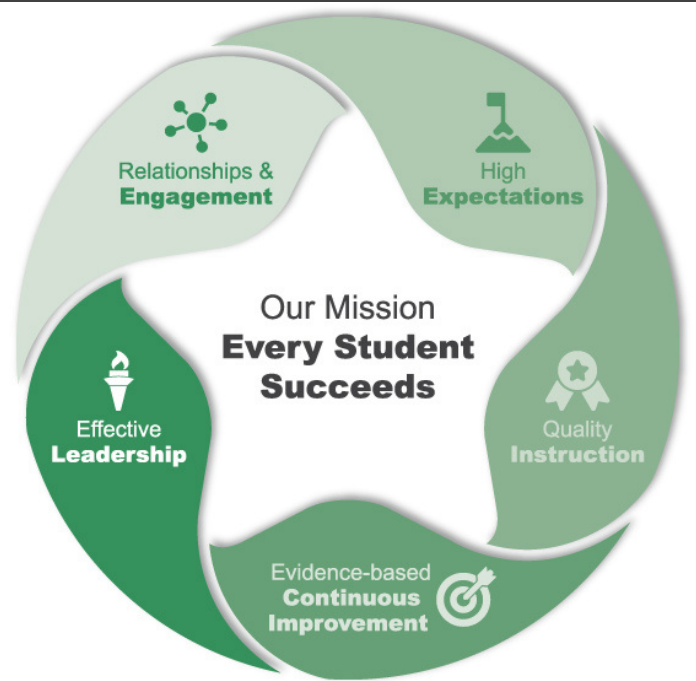 Relationships &
Engagement
High
Expectations
Our Mission
Every Student
Succeeds
Effective
Leadership
Quality
Instruction
Evidence-based
Continuous
Improvement